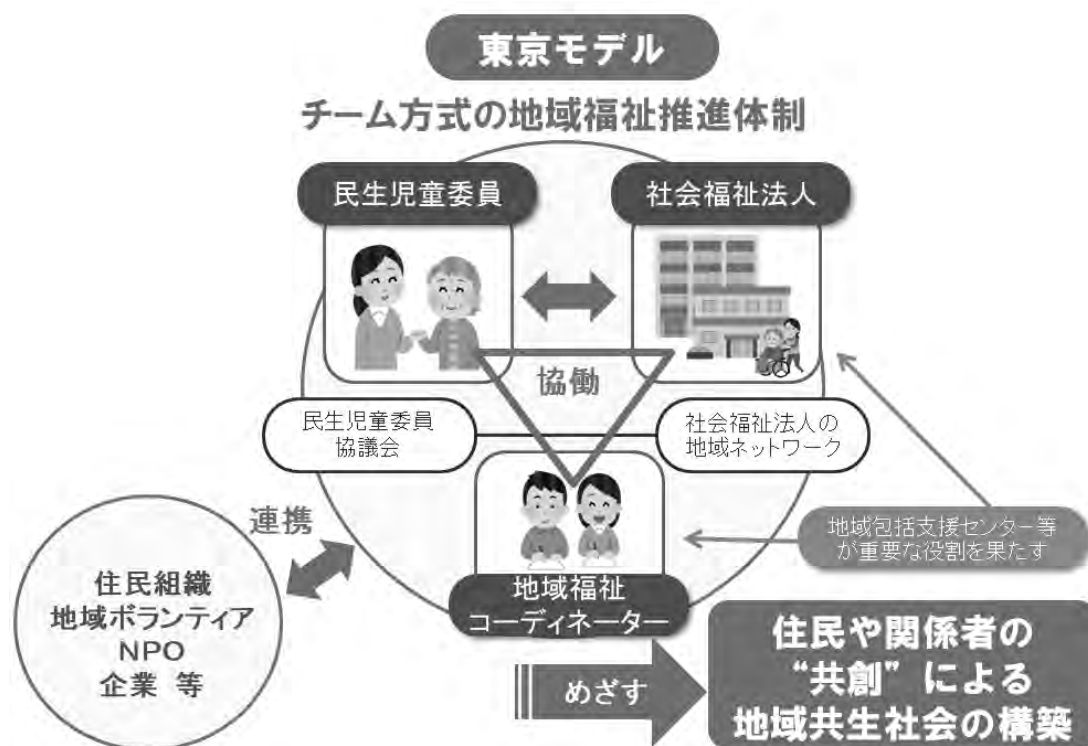 東京モデル
チーム方式の地域福祉推進体制
民生児童委員
社会福祉法人
協働
民生児童委員
協議会
社会福祉法人の
地域ネットワーク
連携
地域包括支援センター等
が重要な役割を果たす
住民組織
地域ボランティア
NPO
企業 等
地域福祉
コーディネーター
めざす
住民や関係者の
“共創”による
地域共生社会の構築